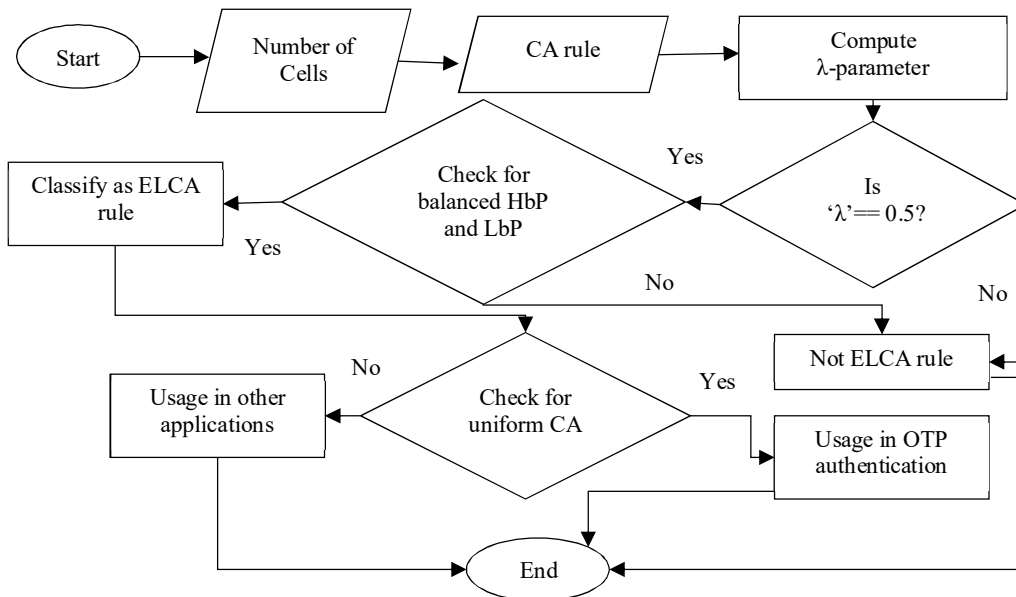 Start
Number of
Cells
CA rule
Compute
λ-parameter
Yes
Is
‘λ’== 0.5?
Check for
balanced HbP
and LbP
Classify as ELCA
rule
Yes
No
No
Not ELCA rule
No
Yes
Usage in other
applications
Check for
uniform CA
Usage in OTP
authentication
End